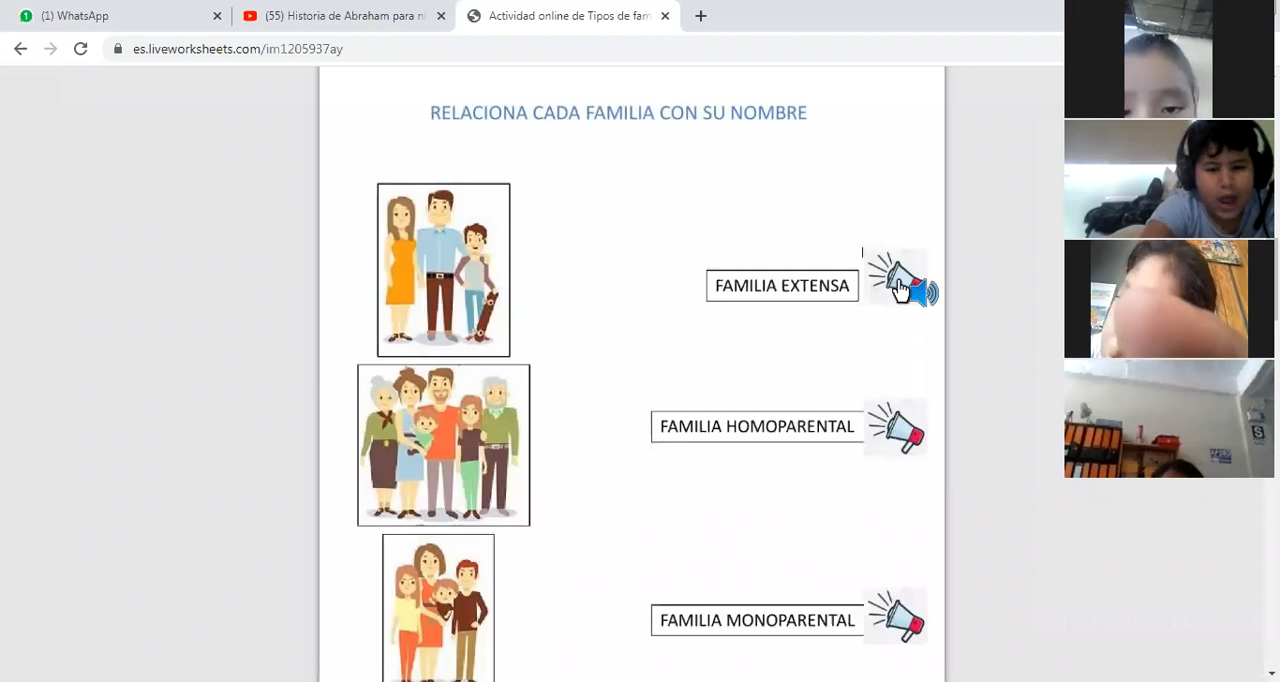 (1) WhatsApp
(55) Historia de Abraham para ni
Actividad online de Tipos de fam
es.liveworksheets.com/im1205937ay
RELACIONA CADA FAMILIA CON SU NOMBRE
FAMILIA EXTENSA
FAMILIA HOMOPARENTAL
FAMILIA MONOPARENTAL
S